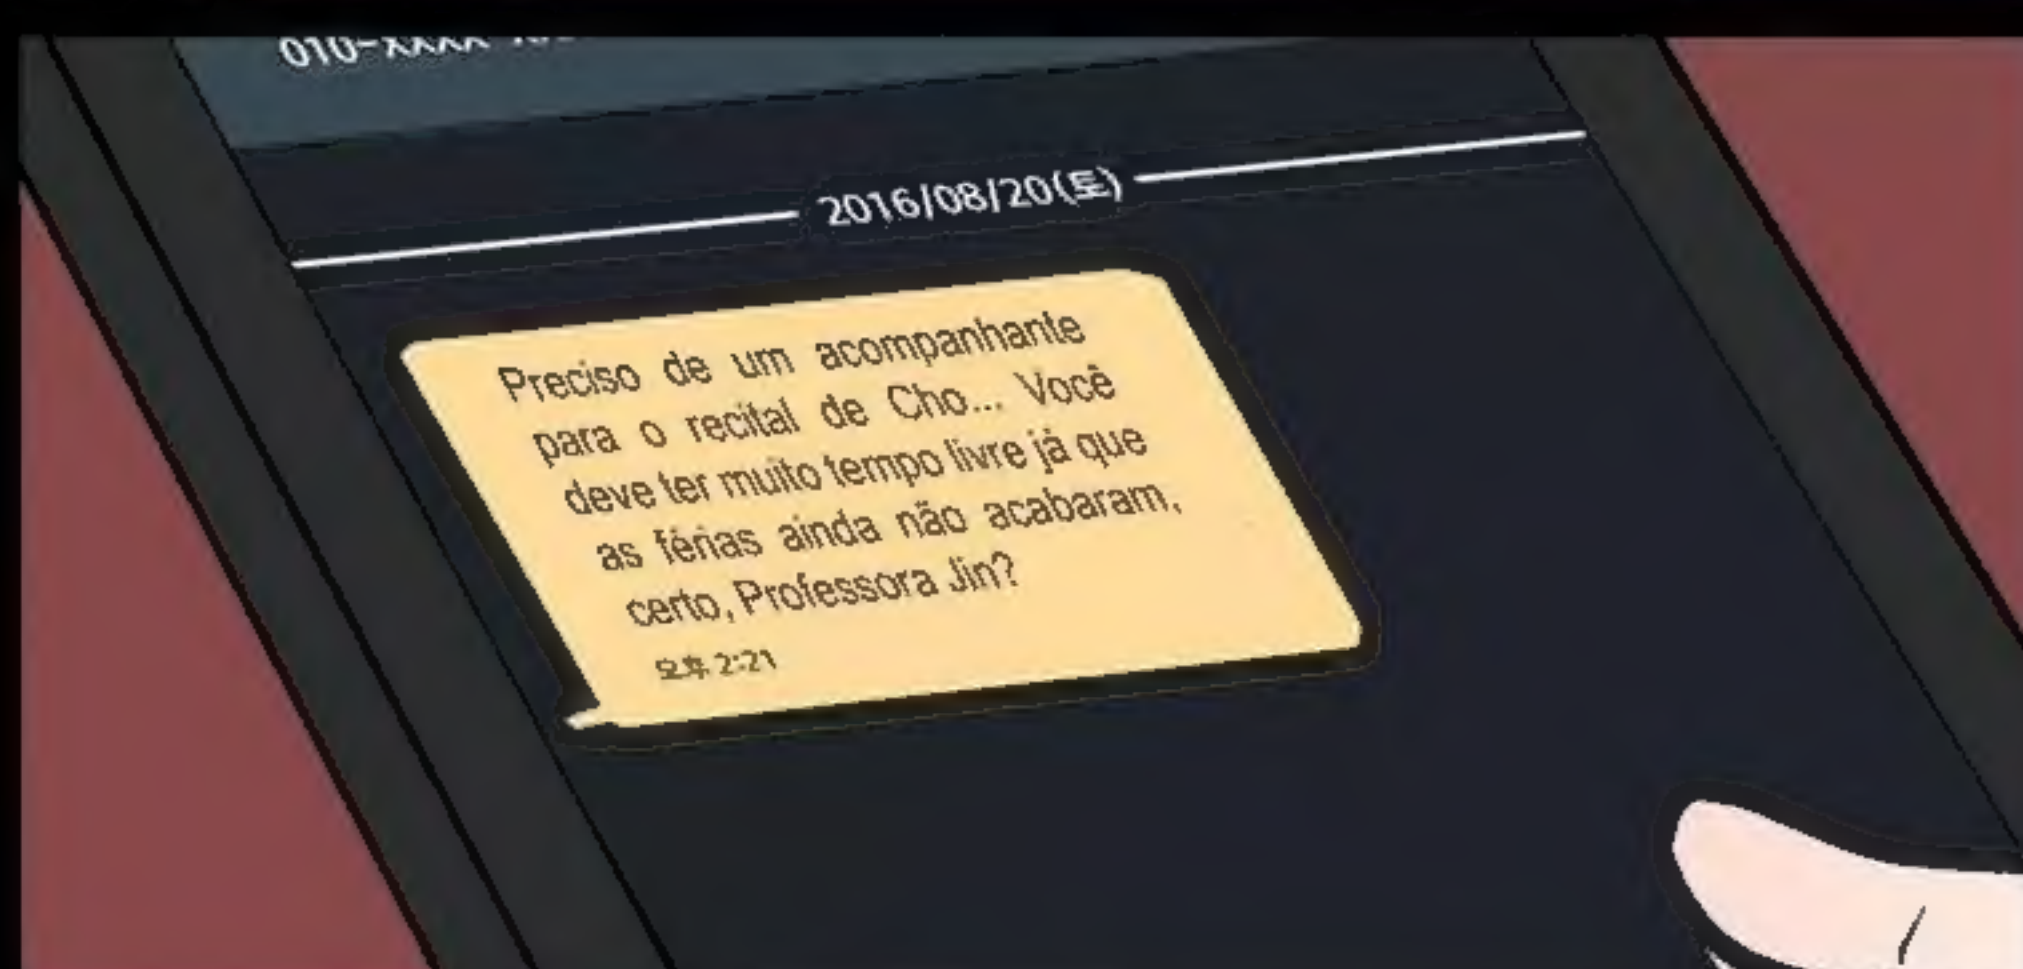 010-XXXX
2016/08/20(토)
Preciso de um acompanhante
para o recital de Cho... Você
deve ter muito tempo livre já que
as férias ainda não acabaram,
certo, Professora Jin?
오후 2:21